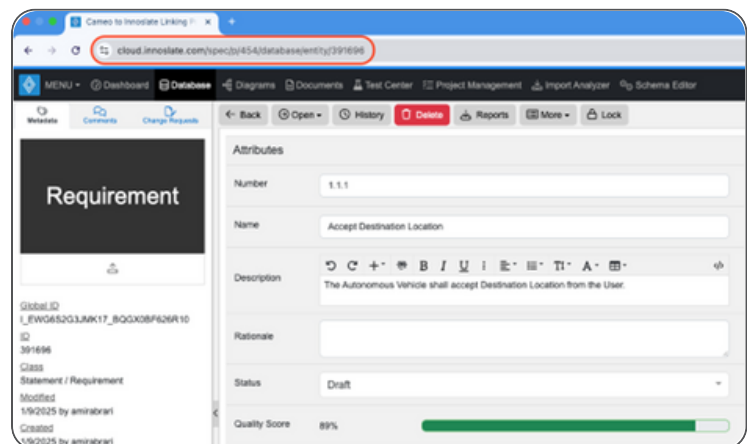 Cameo to Innoslate Linking
cloud.innoslate.com/spec/p/454/database/entity/391696
MENU Dashboard Database Diagrams Documents Test Center Project Management Import Analyzer Schema Editor
Metadata Comments Change Requests
Back Open History Delete Reports More Lock
Requirement
Global ID
ID
391696
Class
Statement / Requirement
Modified
1/9/2025 by amirabrari
Created
1/9/2025 by amirabrari
Attributes
Number 1.1.1
Name Accept Destination Location
B I U
Description The Autonomous Vehicle shall accept Destination Location from the User.
Rationale
Status Draft
Quality Score 89%